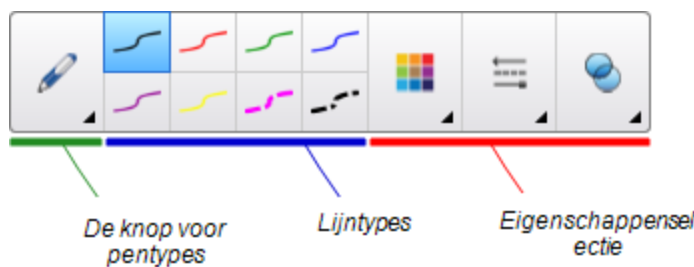 De knop voor
pentypes
Lijntypes
Eigenschappensel
ectie